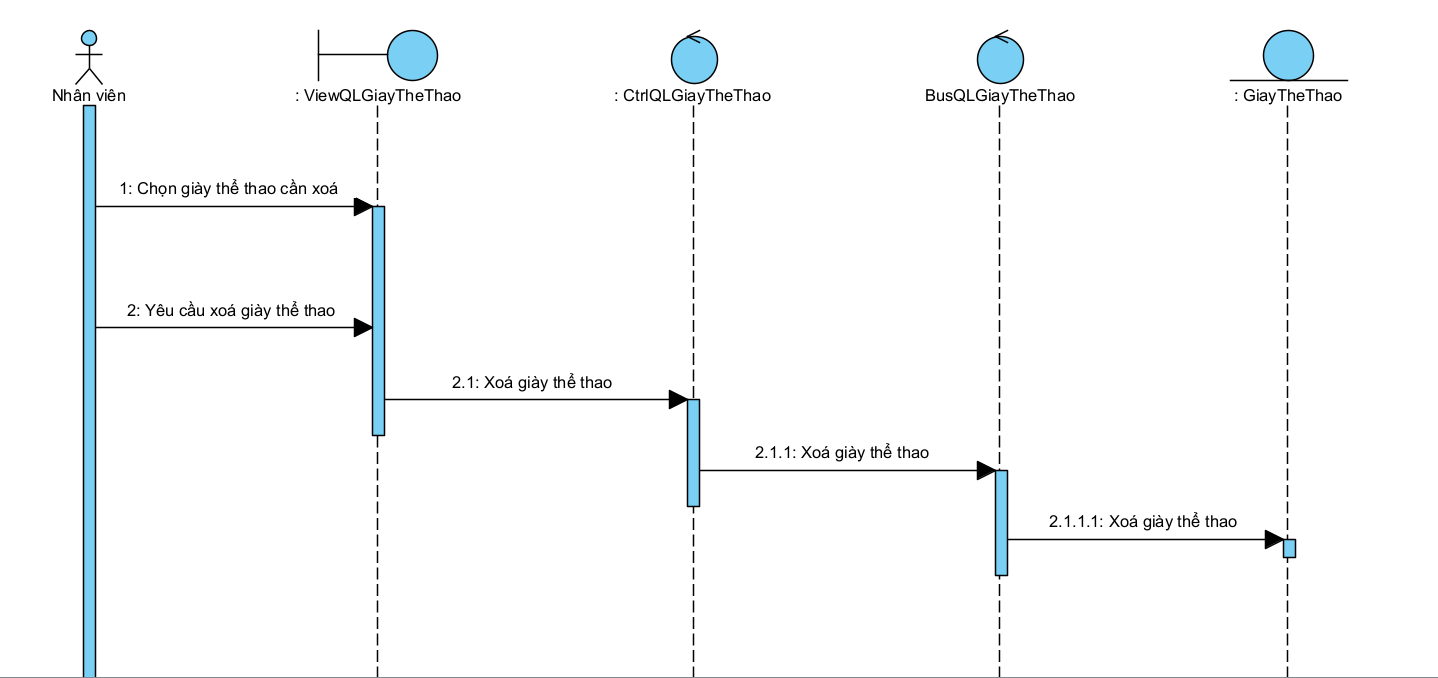 Nhân viên
: ViewQLGiayTheThao
: CtrlQLGiayTheThao
BusQLGiayTheThao
: GiayTheThao
1: Chọn giày thể thao cần xoá
2: Yêu cầu xoá giày thể thao
2.1: Xoá giày thể thao
2.1.1: Xoá giày thể thao
2.1.1.1: Xoá giày thể thao